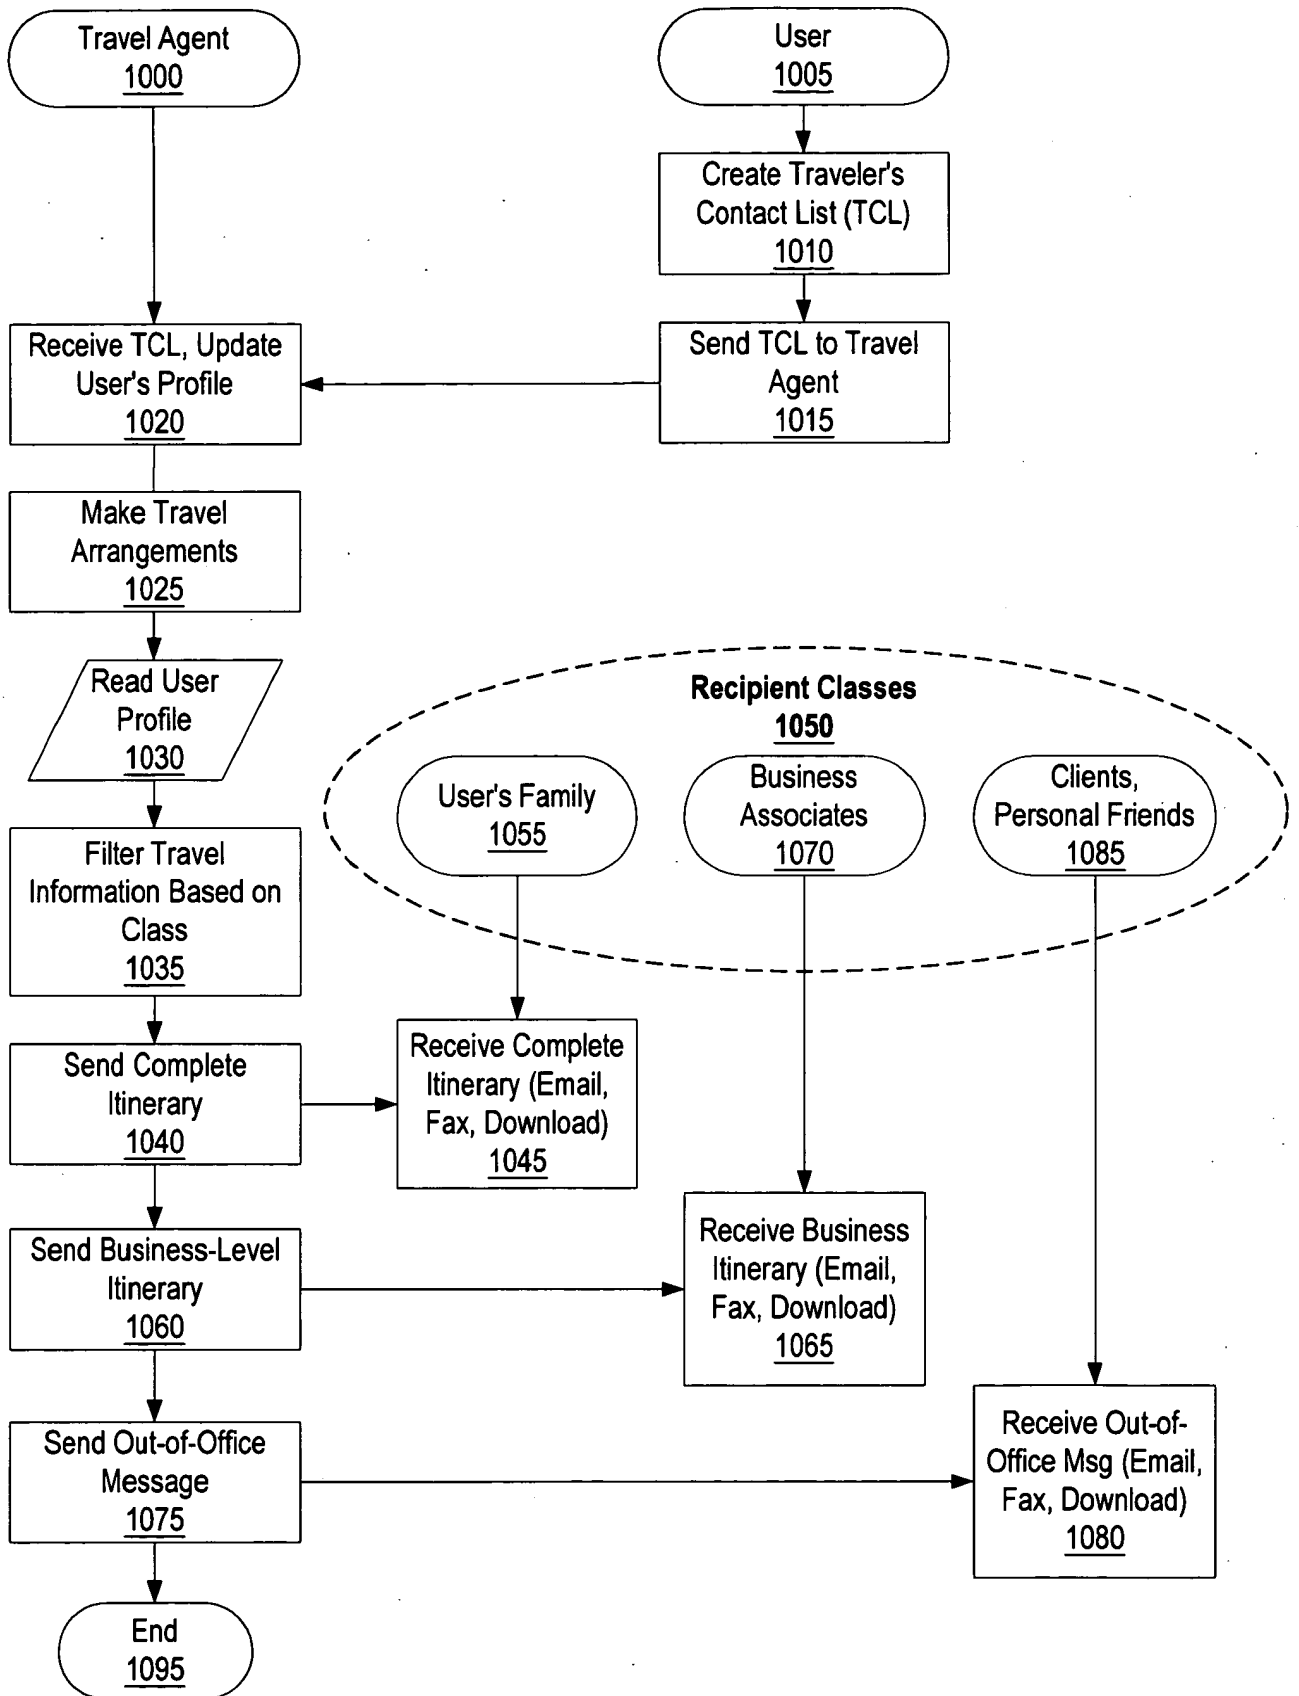 Travel Agent
1000
User
1005
Create Traveler's
Contact List (TCL)
1010
Receive TCL, Update
User's Profile
1020
Send TCL to Travel
Agent
1015
Make Travel
Arrangements
1025
Read User
Profile
1030
Recipient Classes
1050
User's Family
1055
Business
Associates
1070
Clients,
Personal Friends
1085
Filter Travel
Information Based on
Class
1035
Send Complete
Itinerary
1040
Receive Complete
Itinerary (Email,
Fax, Download)
1045
Send Business-Level
Itinerary
1060
Receive Business
Itinerary (Email,
Fax, Download)
1065
Send Out-of-Office
Message
1075
Receive Out-of-
Office Msg (Email,
Fax, Download)
1080
End
1095